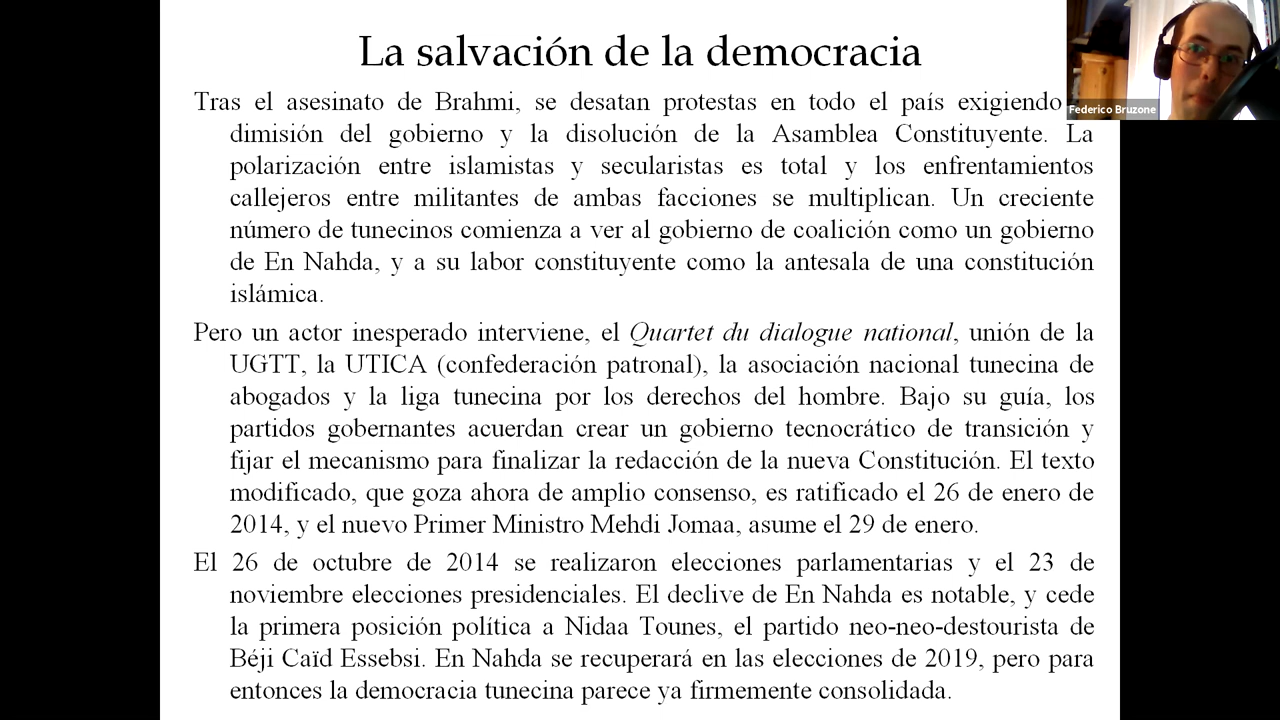 La salvación de la democracia
Federico Bruzone
Tras el asesinato de Brahmi, se desatan protestas en todo el país exigiendo
dimisión del gobierno y la disolución de la Asamblea Constituyente. La
polarización entre islamistas y secularistas es total y los enfrentamientos
callejeros entre militantes de ambas facciones se multiplican. Un creciente
número de tunecinos comienza a ver al gobierno de coalición como un gobierno
de En Nahda, y a su labor constituyente como la antesala de una constitución
islámica.
Pero un actor inesperado interviene, el Quartet du dialogue national, unión de la
UGTT, la UTICA (confederación patronal), la asociación nacional tunecina de
abogados y la liga tunecina por los derechos del hombre. Bajo su guía, los
partidos gobernantes acuerdan crear un gobierno tecnocrático de transición y
fijar el mecanismo para finalizar la redacción de la nueva Constitución. El texto
modificado, que goza ahora de amplio consenso, es ratificado el 26 de enero de
2014, y el nuevo Primer Ministro Mehdi Jomaa, asume el 29 de enero.
El 26 de octubre de 2014 se realizaron elecciones parlamentarias y el 23 de
noviembre elecciones presidenciales. El declive de En Nahda es notable, y cede
la primera posición política a Nidaa Tounes, el partido neo-neo-destourista de
Béji Caïd Essebsi. En Nahda se recuperará en las elecciones de 2019, pero para
entonces la democracia tunecina parece ya firmemente consolidada.